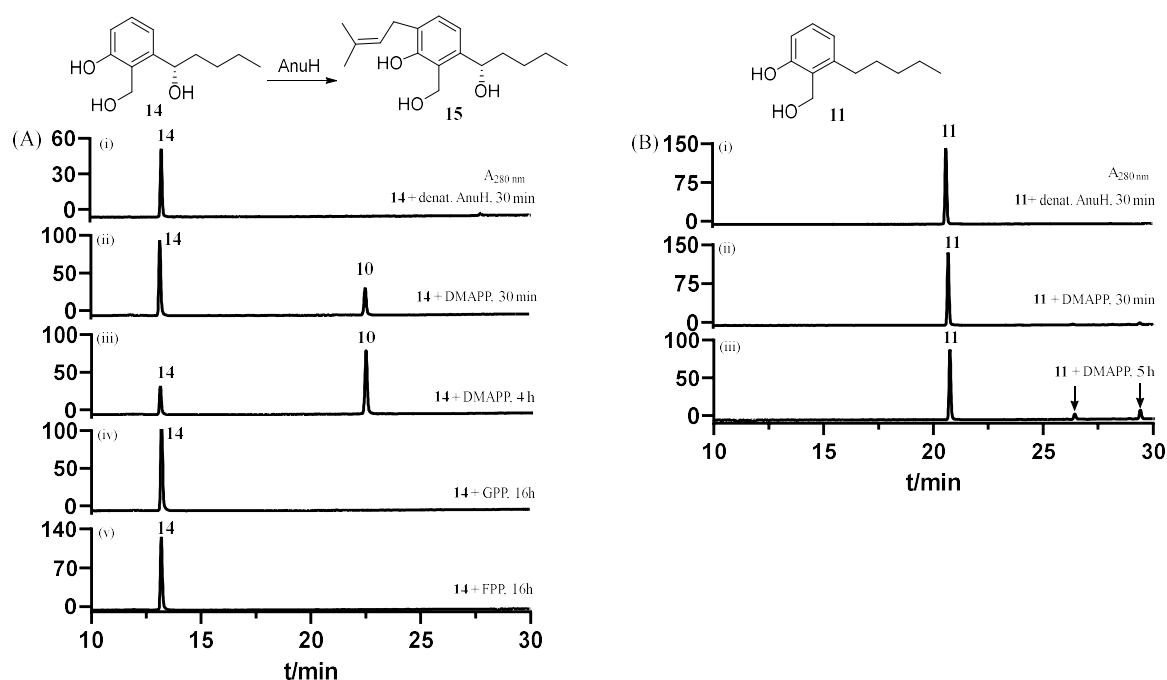 HO
HO
OH
14
AnuH
HO
HO
OH
15
HO
HO
11
(A)
60
30
0
(i)
14
A280 nm
14 + denat. AnuH, 30 min
100
50
0
(ii)
14
10
14 + DMAPP, 30 min
100
50
0
(iii)
14
10
14 + DMAPP, 4 h
100
50
0
(iv)
14
14 + GPP, 16h
140
70
0
(v)
14
14 + FPP, 16h
10 15 20 25 30
t/min
(B)
150
75
0
(i)
11
A280 nm
11+ denat. AnuH, 30 min
150
75
0
(ii)
11
11 + DMAPP, 30 min
100
50
0
(iii)
11
11 + DMAPP, 5 h
10 15 20 25 30
t/min